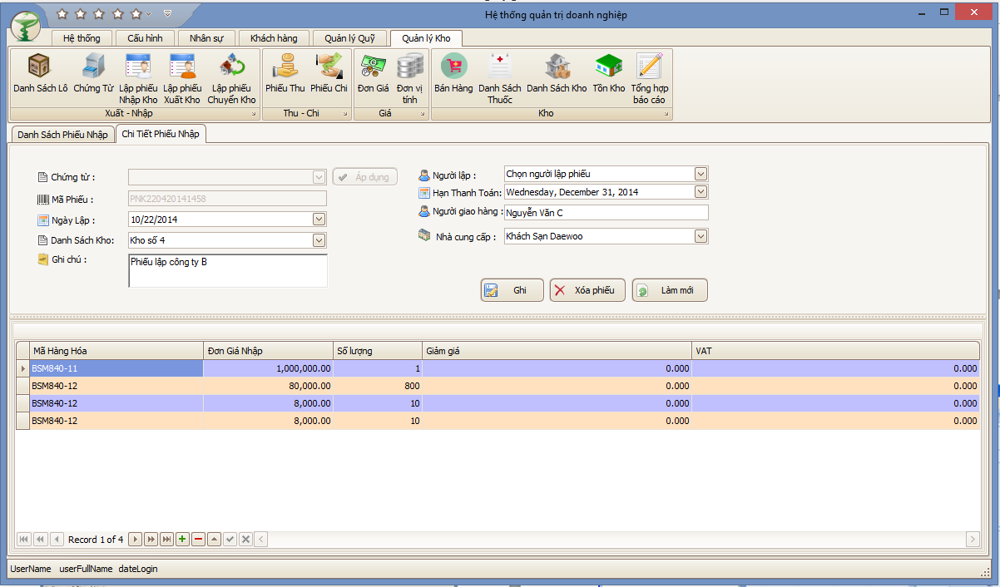 Hệ thống quản trị doanh nghiệp
Hệ thống Cấu hình Nhân sự Khách hàng Quản lý Quỹ Quản lý Kho
Danh Sách Lô Chứng Từ Lập phiếu Nhập Kho Lập phiếu Xuất Kho Lập phiếu Chuyển Kho Phiếu Thu Phiếu Chi Đơn Giá Đơn vị tính Bán Hàng Danh Sách Thuốc Danh Sách Kho Tồn Kho Tổng hợp báo cáo
Xuất - Nhập Thu - Chi Giá Kho
Danh Sách Phiếu Nhập Chi Tiết Phiếu Nhập
Chứng từ : Áp dụng
Mã Phiếu : PNK220420141458
Ngày Lập : 10/22/2014
Danh Sách Kho: Kho số 4
Ghi chú : Phiếu lập công ty B
Người lập : Chọn người lập phiếu
Hạn Thanh Toán: Wednesday, December 31, 2014
Người giao hàng : Nguyễn Văn C
Nhà cung cấp : Khách Sạn Daewoo
Ghi Xóa phiếu Làm mới
Mã Hàng Hóa Đơn Giá Nhập Số lượng Giảm giá VAT
BSM840-11 1,000,000.00 1 0.000 0.000
BSM840-12 80,000.00 800 0.000 0.000
BSM840-12 8,000.00 10 0.000 0.000
BSM840-12 8,000.00 10 0.000 0.000
Record 1 of 4
UserName userFullName dateLogin